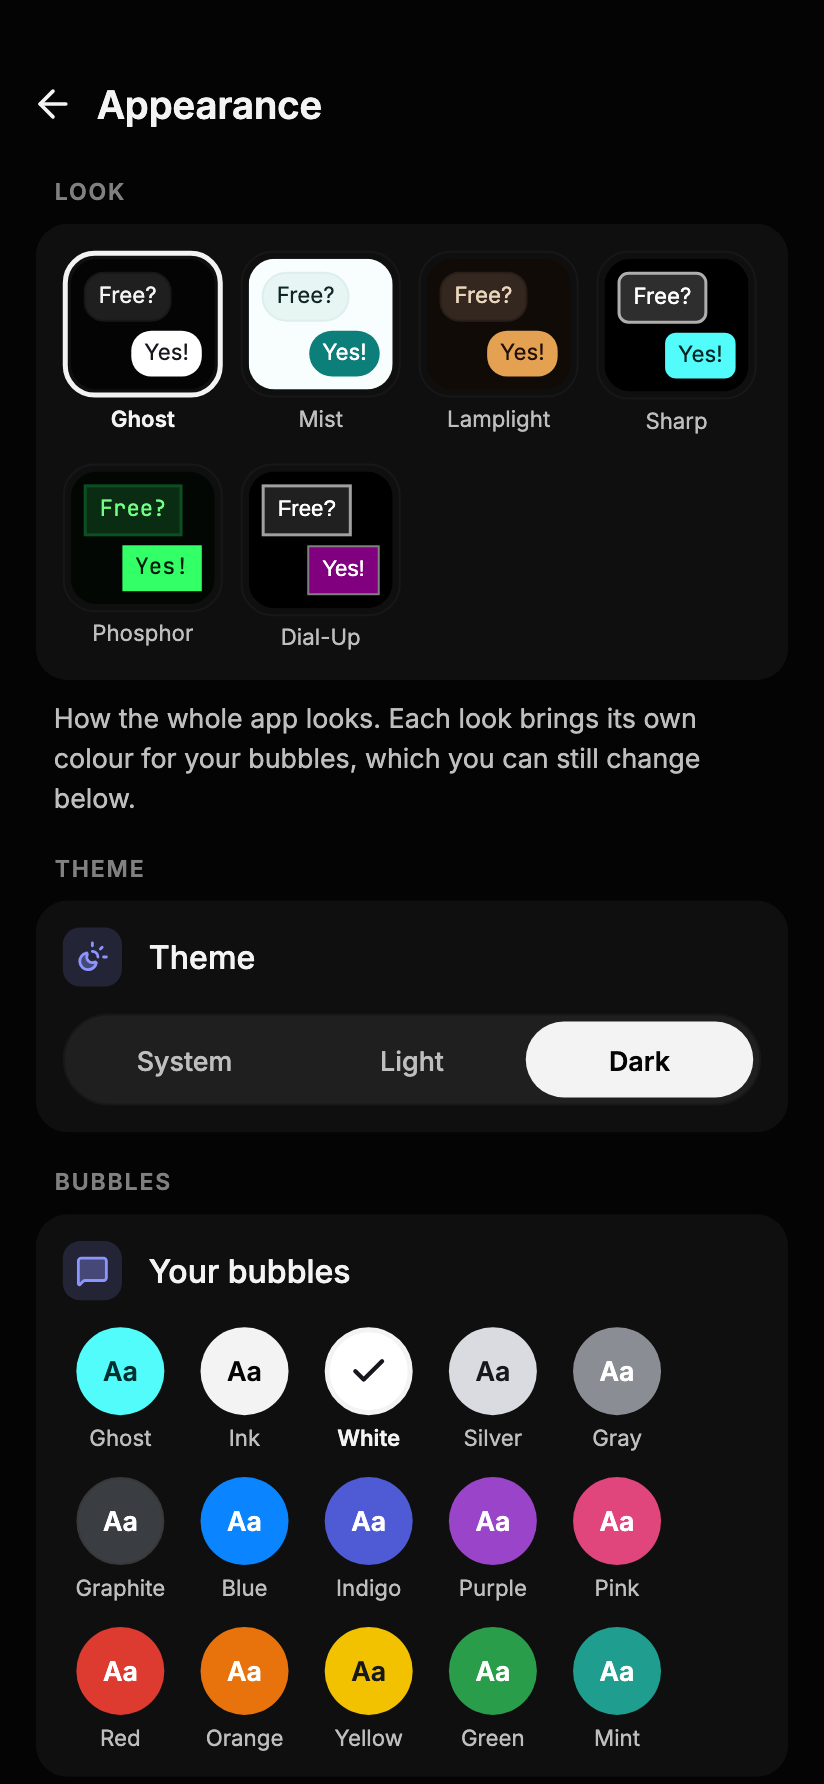 Appearance
LOOK
Free?
Yes!
Ghost
Free?
Yes!
Mist
Free?
Yes!
Lamplight
Free?
Yes!
Sharp
Free?
Yes!
Phosphor
Free?
Yes!
Dial-Up
How the whole app looks. Each look brings its own
colour for your bubbles, which you can still change
below.
THEME
Theme
System
Light
Dark
BUBBLES
Your bubbles
Aa
Ghost
Aa
Ink
White
Aa
Silver
Aa
Gray
Aa
Graphite
Aa
Blue
Aa
Indigo
Aa
Purple
Aa
Pink
Aa
Red
Aa
Orange
Aa
Yellow
Aa
Green
Aa
Mint